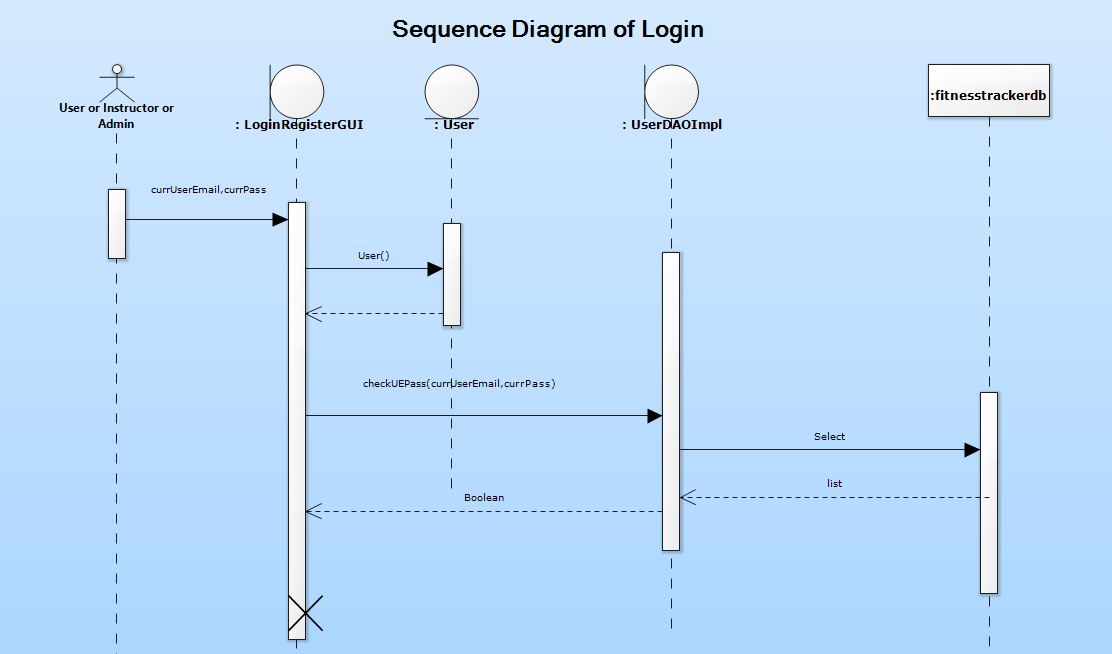 Sequence Diagram of Login
User or Instructor or
Admin
: LoginRegisterGUI
: User
: UserDAOImpl
:fitnesstrackerdb
currUserEmail,currPass
User()
checkUEPass(currUserEmail,currPass)
Select
list
Boolean